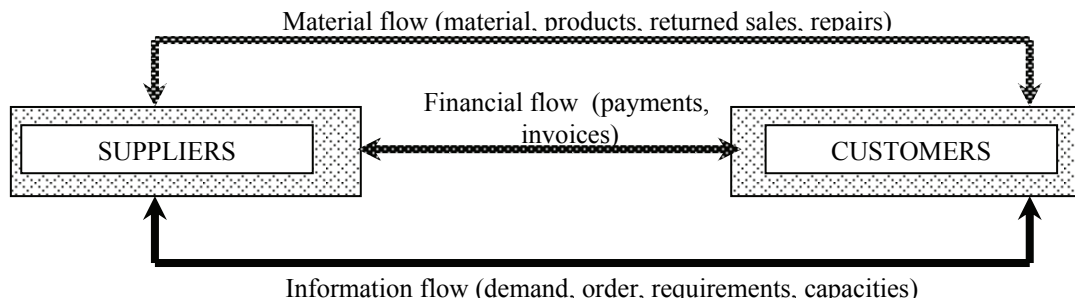 Material flow (material, products, returned sales, repairs)
Financial flow (payments,
invoices)
SUPPLIERS
CUSTOMERS
Information flow (demand, order, requirements, capacities)